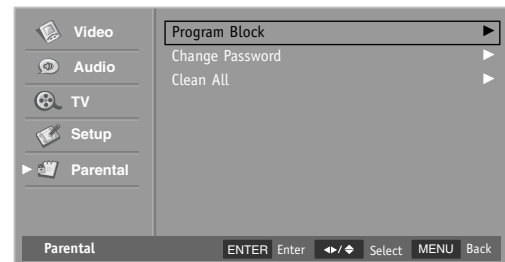 Video
Audio
TV
Setup
Parental
Program Block
Change Password
Clean All
Parental ENTER Enter Select MENU Back